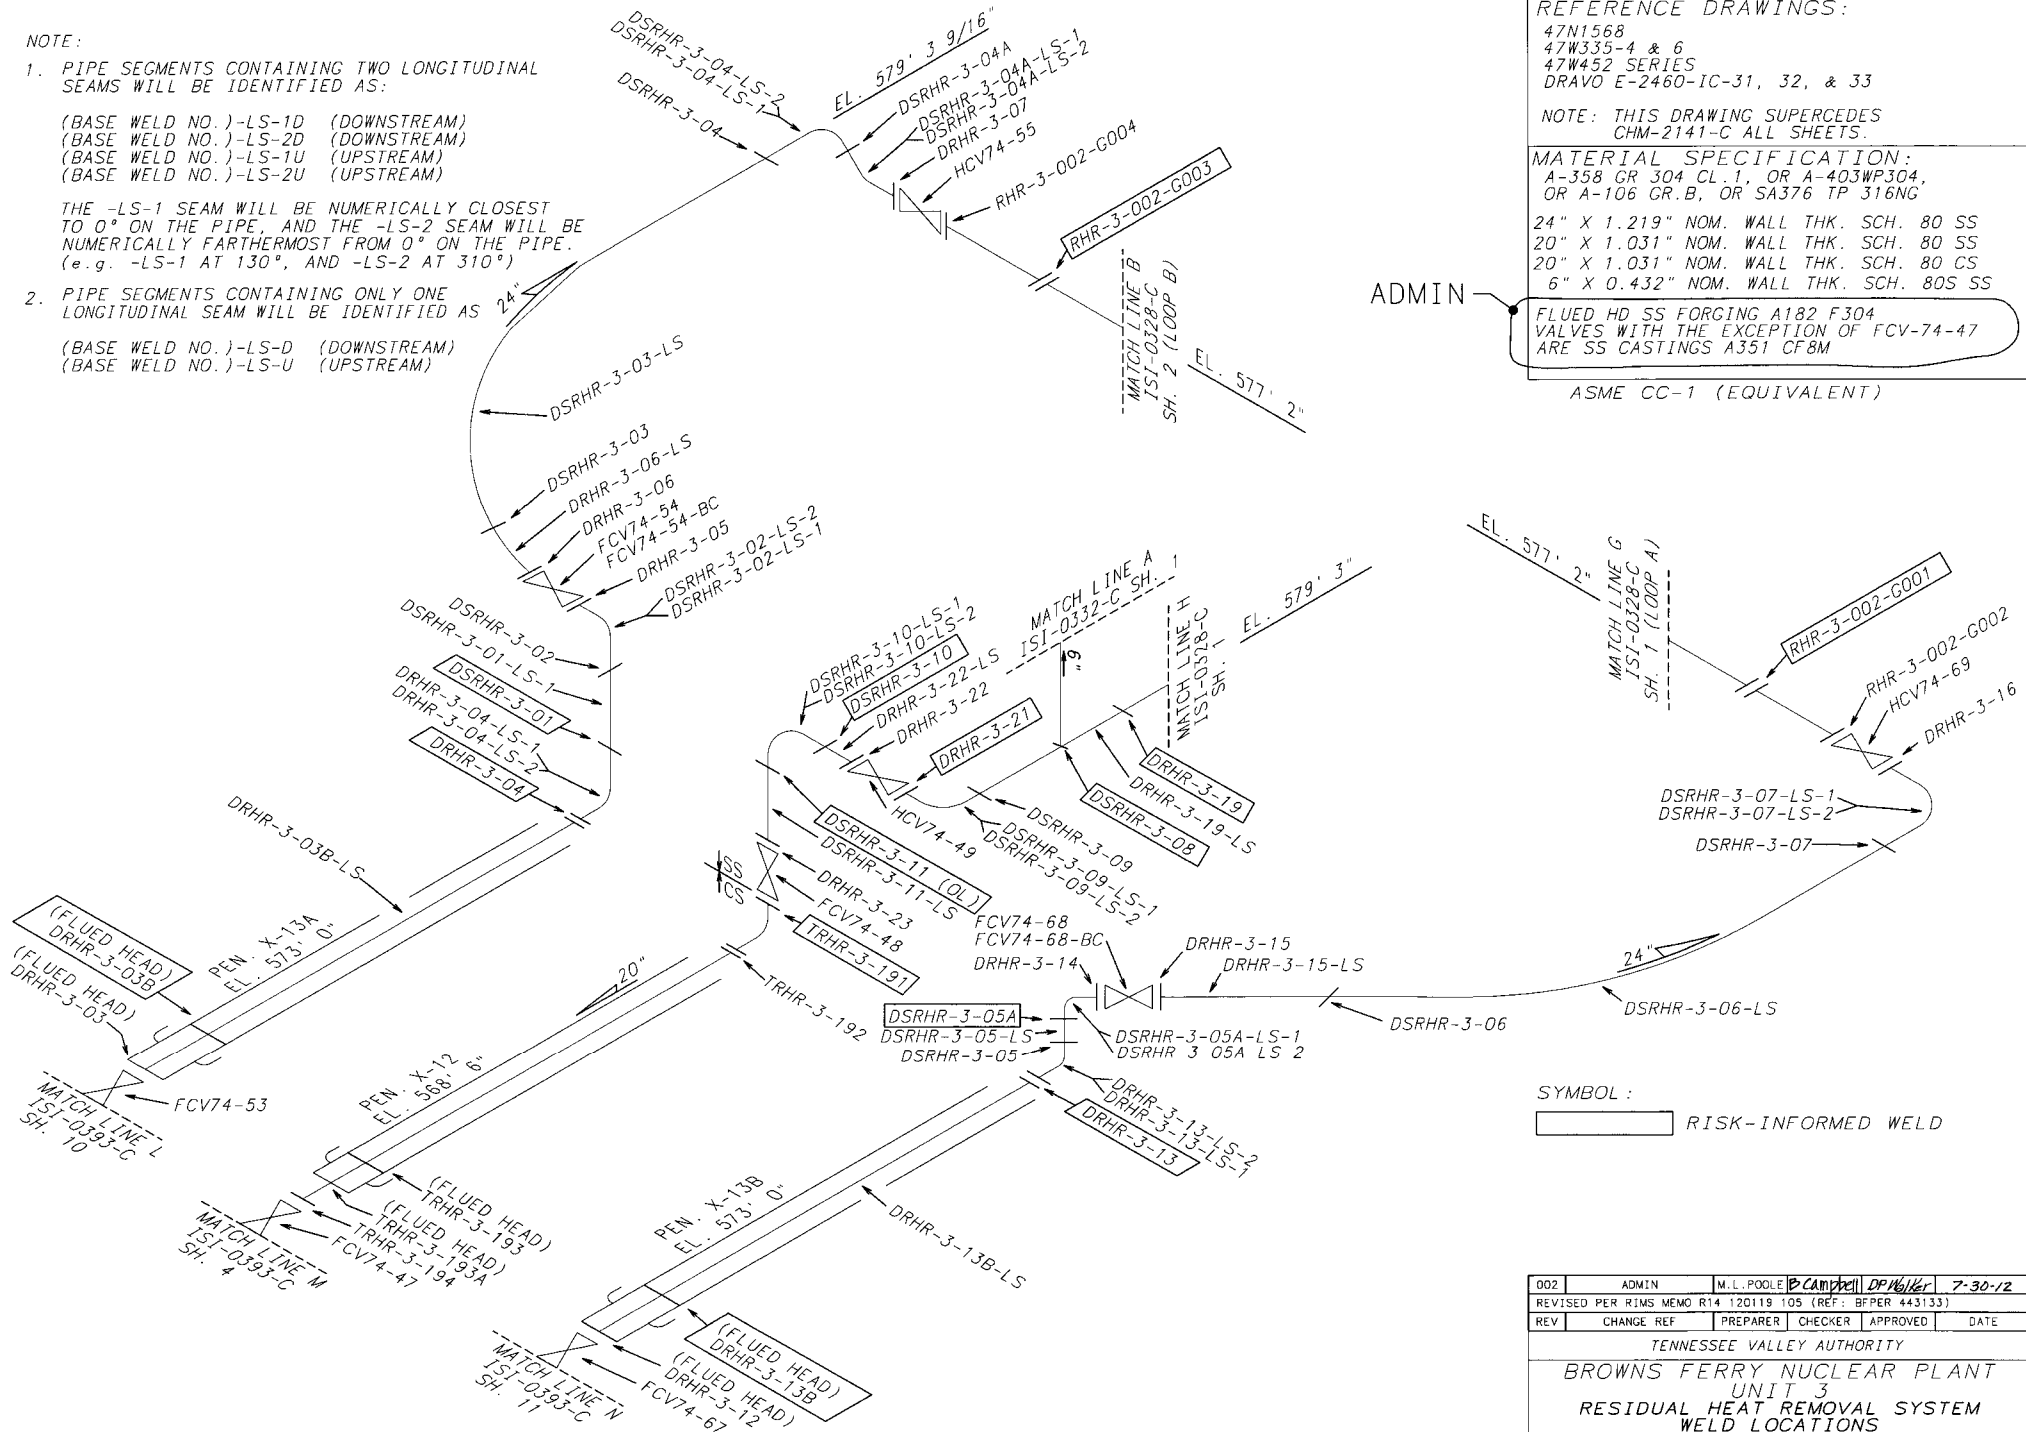 NOTE:
1. PIPE SEGMENTS CONTAINING TWO LONGITUDINAL
SEAMS WILL BE IDENTIFIED AS:
(BASE WELD NO.)-LS-1D (DOWNSTREAM)
(BASE WELD NO.)-LS-2D (DOWNSTREAM)
(BASE WELD NO.)-LS-1U (UPSTREAM)
(BASE WELD NO.)-LS-2U (UPSTREAM)
THE -LS-1 SEAM WILL BE NUMERICALLY CLOSEST
TO 0° ON THE PIPE, AND THE -LS-2 SEAM WILL BE
NUMERICALLY FARTHERMOST FROM 0° ON THE PIPE.
(e.g. -LS-1 AT 130°, AND -LS-2 AT 310°)
2. PIPE SEGMENTS CONTAINING ONLY ONE
LONGITUDINAL SEAM WILL BE IDENTIFIED AS
(BASE WELD NO.)-LS-D (DOWNSTREAM)
(BASE WELD NO.)-LS-U (UPSTREAM)
DSRHR-3-04-LS-2
DSRHR-3-04-LS-1
DSRHR-3-04
EL. 579' 3 9/16"
DSRHR-3-04A
DSRHR-3-04A-LS-1
DSRHR-3-04A-LS-2
DRHR-3-07
HCV74-55
RHR-3-002-G004
RHR-3-002-G003
MATCH LINE B
ISI-0328-C
SH. 2 (LOOP B)
EL. 577' 2"
24"
DSRHR-3-03-LS
DSRHR-3-03
DRHR-3-06-LS
DRHR-3-06
FCV74-54
FCV74-54-BC
DRHR-3-05
DSRHR-3-02-LS-2
DSRHR-3-02-LS-1
DSRHR-3-02
DSRHR-3-01-LS-1
DSRHR-3-01
DRHR-3-04-LS-1
DRHR-3-04-LS-2
DRHR-3-04
DRHR-3-03B-LS
(FLUED HEAD)
DRHR-3-03B
(FLUED HEAD)
DRHR-3-03
PEN. X-13A
EL. 573' 0"
FCV74-53
MATCH LINE L
ISI-0393-C
SH. 10
DSRHR-3-10-LS-1
DSRHR-3-10-LS-2
DSRHR-3-10
DRHR-3-22-LS
DRHR-3-22
DRHR-3-21
MATCH LINE A
ISI-0332-C SH. 1
6"
MATCH LINE H
ISI-0328-C
SH. 1
EL. 579' 3"
DRHR-3-19
DRHR-3-19-LS
DSRHR-3-08
DSRHR-3-09
DSRHR-3-09-LS-1
DSRHR-3-09-LS-2
HCV74-49
DSRHR-3-11 (OL)
DSRHR-3-11-LS
DRHR-3-23
FCV74-48
TRHR-3-191
SS
CS
TRHR-3-192
20"
PEN. X-12
EL. 568' 6"
(FLUED HEAD)
TRHR-3-193
(FLUED HEAD)
TRHR-3-193A
TRHR-3-194
FCV74-47
MATCH LINE M
ISI-0393-C
SH. 4
FCV74-68
FCV74-68-BC
DRHR-3-14
DRHR-3-15
DRHR-3-15-LS
DSRHR-3-05A
DSRHR-3-05-LS
DSRHR-3-05
DSRHR-3-05A-LS-1
DSRHR 3 05A LS 2
DSRHR-3-06
DSRHR-3-06-LS
24"
DRHR-3-13-LS-2
DRHR-3-13-LS-1
DRHR-3-13
PEN. X-13B
EL. 573' 0"
DRHR-3-13B-LS
(FLUED HEAD)
DRHR-3-13B
(FLUED HEAD)
DRHR-3-12
FCV74-67
MATCH LINE N
ISI-0393-C
SH. 11
EL. 577' 2"
MATCH LINE G
ISI-0328-C
SH. 1 (LOOP A)
RHR-3-002-G001
RHR-3-002-G002
HCV74-69
DRHR-3-16
DSRHR-3-07-LS-1
DSRHR-3-07-LS-2
DSRHR-3-07
REFERENCE DRAWINGS:
47N1568
47W335-4 & 6
47W452 SERIES
DRAVO E-2460-IC-31, 32, & 33
NOTE: THIS DRAWING SUPERCEDES
CHM-2141-C ALL SHEETS.
MATERIAL SPECIFICATION:
A-358 GR 304 CL.1, OR A-403WP304,
OR A-106 GR.B, OR SA376 TP 316NG
24" X 1.219" NOM. WALL THK. SCH. 80 SS
20" X 1.031" NOM. WALL THK. SCH. 80 SS
20" X 1.031" NOM. WALL THK. SCH. 80 CS
6" X 0.432" NOM. WALL THK. SCH. 80S SS
ADMIN
FLUED HD SS FORGING A182 F304
VALVES WITH THE EXCEPTION OF FCV-74-47
ARE SS CASTINGS A351 CF8M
ASME CC-1 (EQUIVALENT)
SYMBOL:
RISK-INFORMED WELD
002 ADMIN M.L.POOLE B Campbell DP Walker 7-30-12
REVISED PER RIMS MEMO R14 120119 105 (REF: BFPER 443133)
REV CHANGE REF PREPARER CHECKER APPROVED DATE
TENNESSEE VALLEY AUTHORITY
BROWNS FERRY NUCLEAR PLANT
UNIT 3
RESIDUAL HEAT REMOVAL SYSTEM
WELD LOCATIONS